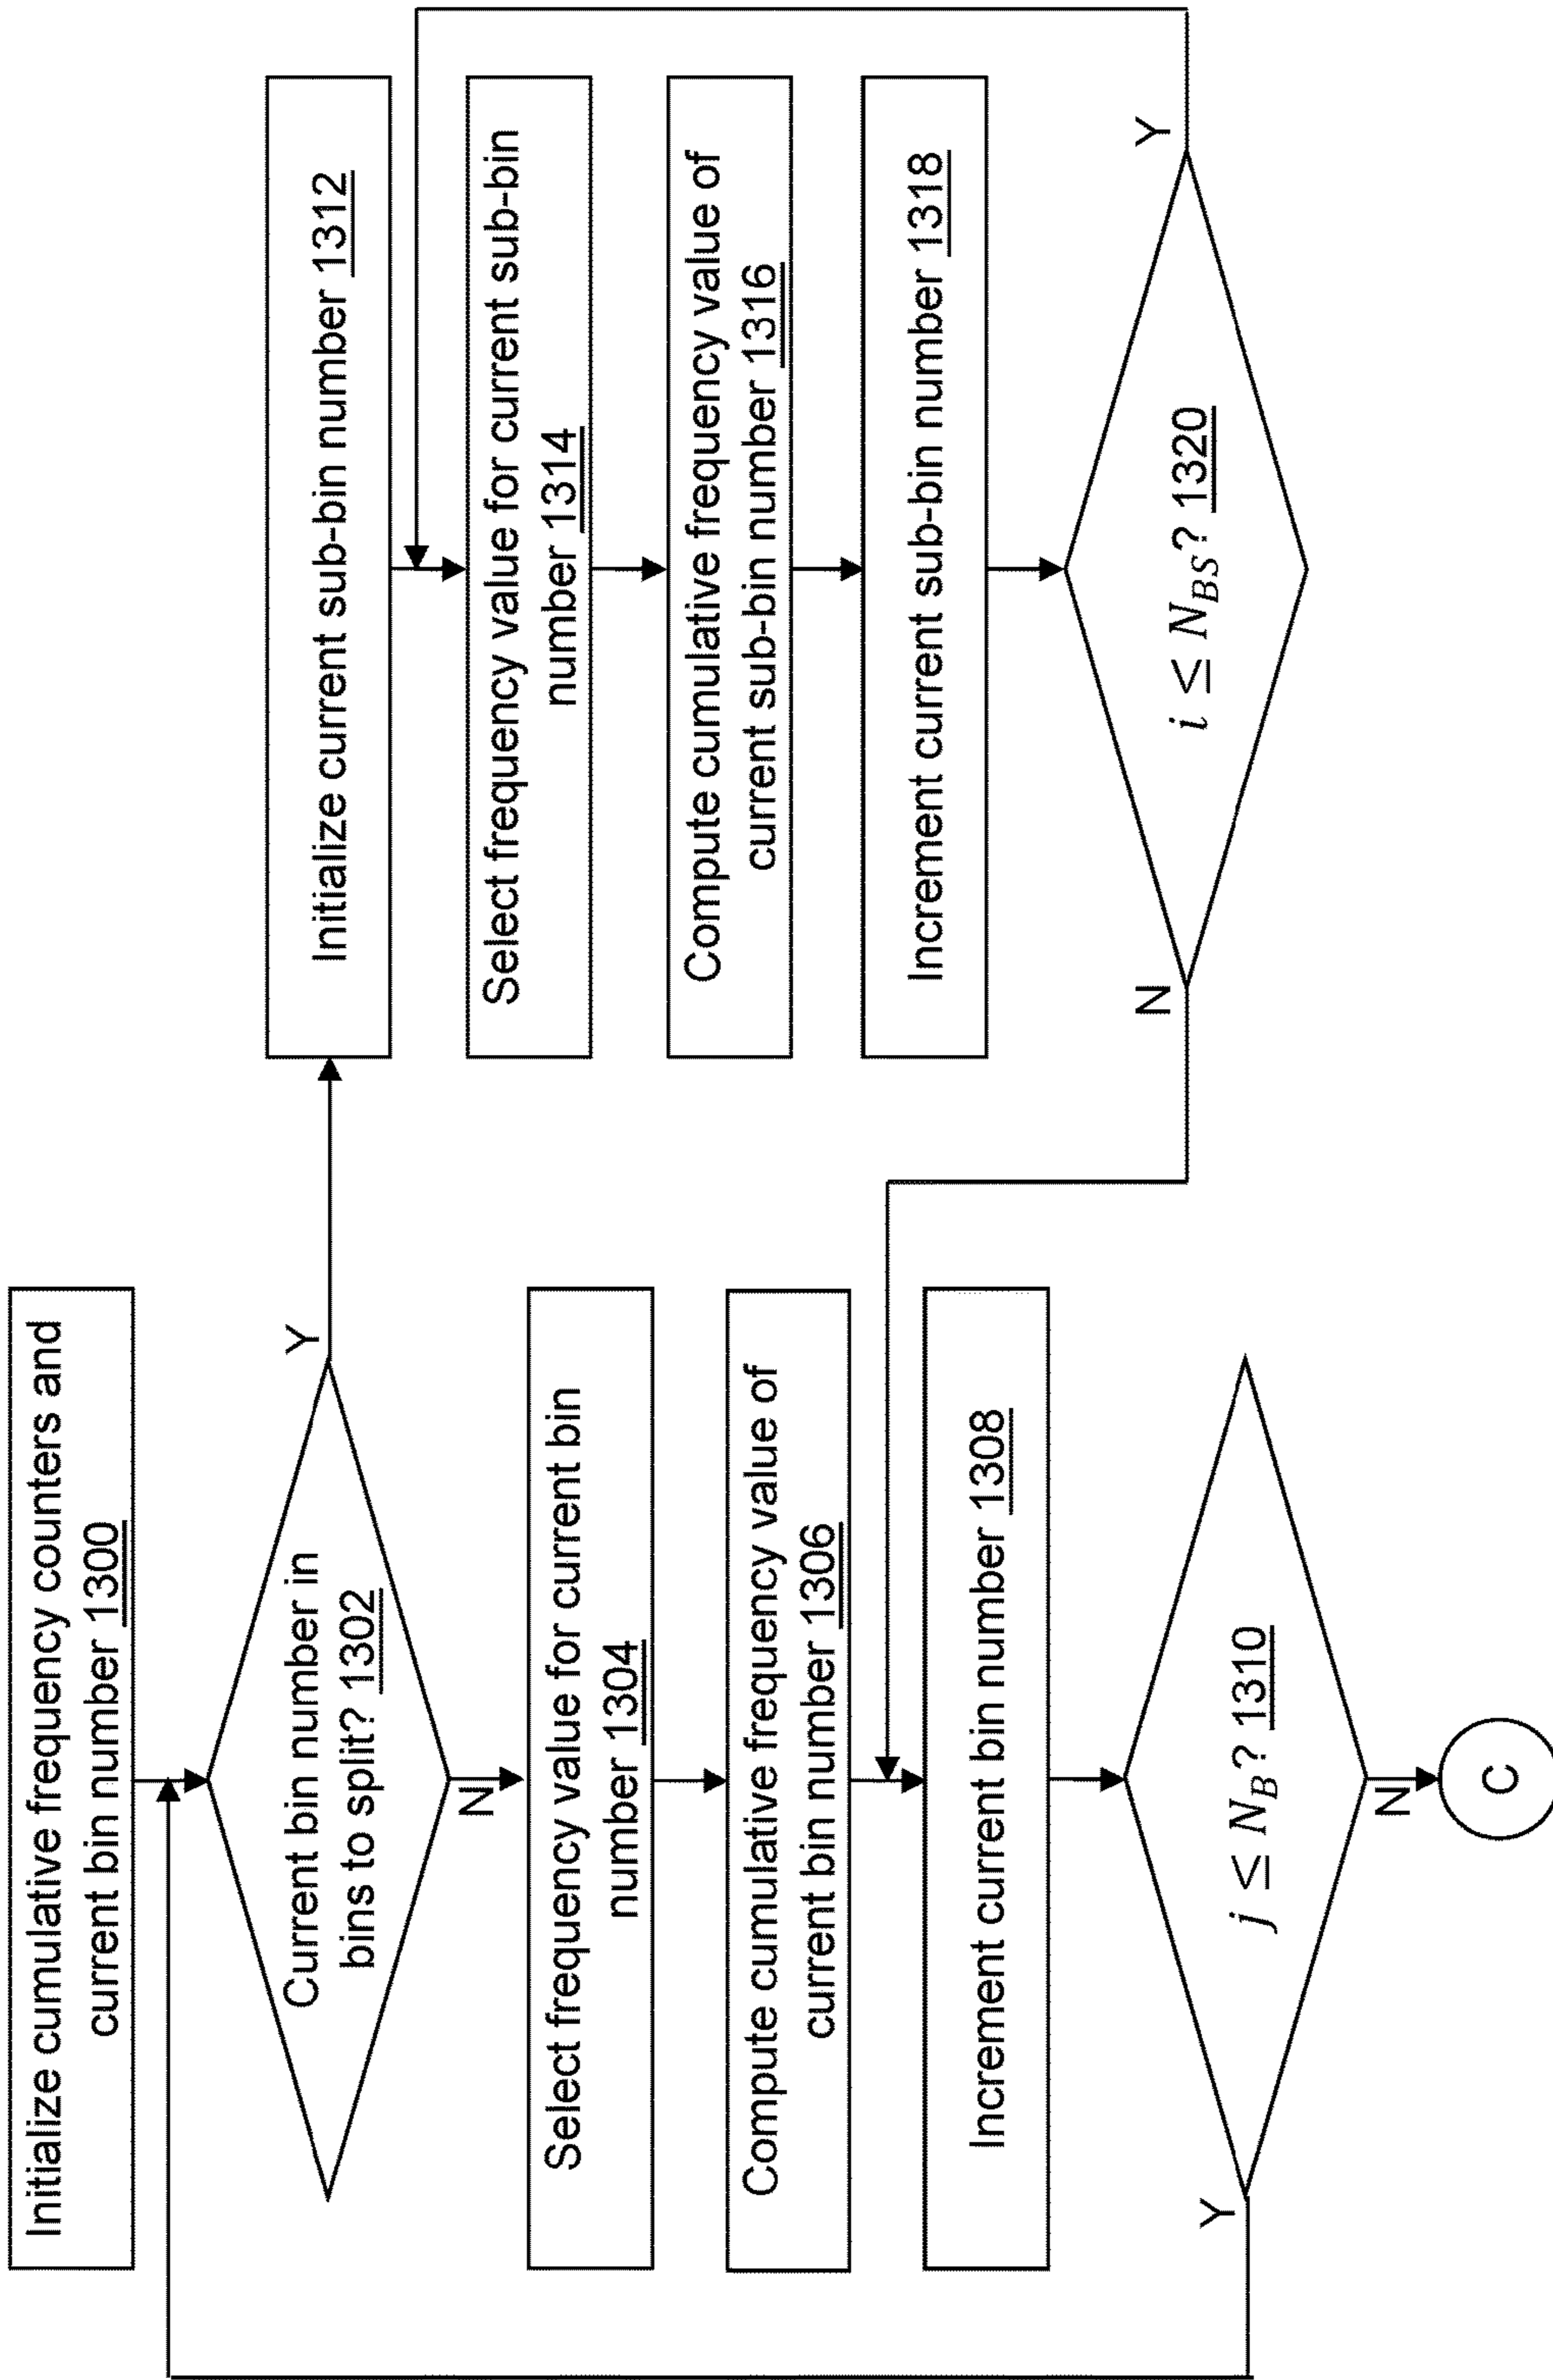 Initialize cumulative frequency counters and
current bin number 1300
Current bin number in
bins to split? 1302
Y
N
Select frequency value for current bin
number 1304
Compute cumulative frequency value of
current bin number 1306
Increment current bin number 1308
j ≤ N_B? 1310
Y
N
C
Initialize current sub-bin number 1312
Select frequency value for current sub-bin
number 1314
Compute cumulative frequency value of
current sub-bin number 1316
Increment current sub-bin number 1318
i ≤ N_BS? 1320
Y
N